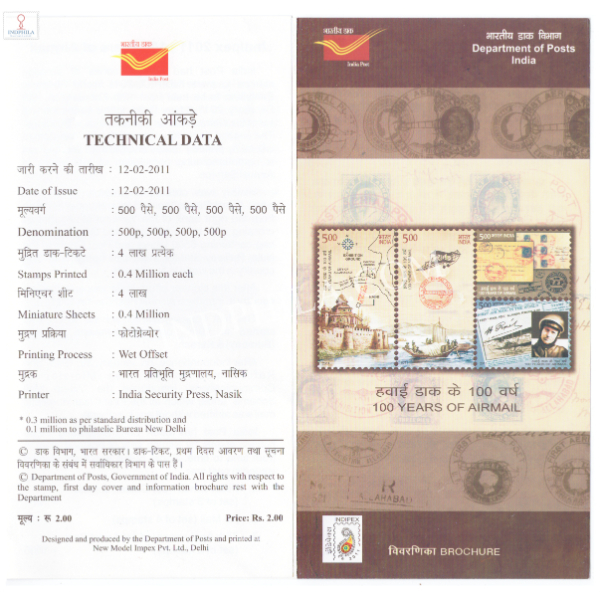 INDIPHILA
भारतीय डाक
India Post
तकनीकी आंकड़े
TECHNICAL DATA
जारी करने की तारीख : 12-02-2011
Date of Issue : 12-02-2011
मूल्यवर्ग : 500 पैसे, 500 पैसे, 500 पैसे, 500 पैसे
Denomination : 500p, 500p, 500p, 500p
मुद्रित डाक-टिकटें : 4 लाख प्रत्येक
Stamps Printed : 0.4 Million each
मिनिएचर शीट : 4 लाख
Miniature Sheets : 0.4 Million
मुद्रण प्रक्रिया : फोटोग्रेव्योर
Printing Process : Wet Offset
मुद्रक : भारत प्रतिभूति मुद्रणालय, नासिक
Printer : India Security Press, Nasik
* 0.3 million as per standard distribution and
0.1 million to philatelic Bureau New Delhi
© डाक विभाग, भारत सरकार। डाक-टिकट, प्रथम दिवस आवरण तथा सूचना
विवरणिका के संबंध में सर्वाधिकार विभाग के पास हैं।
© Department of Posts, Government of India. All rights with respect to
the stamp, first day cover and information brochure rest with the
Department
मूल्य : रू 2.00 Price: Rs. 2.00
Designed and produced by the Department of Posts and printed at
New Model Impex Pvt. Ltd., Delhi
भारतीय डाक
India Post
भारतीय डाक विभाग
Department of Posts
India
5.00 भारत INDIA
5.00 भारत INDIA
5.00
5.00
हवाई डाक के 100 वर्ष
100 YEARS OF AIRMAIL
R
LARABAD
INDIPEX
विवरणिका BROCHURE